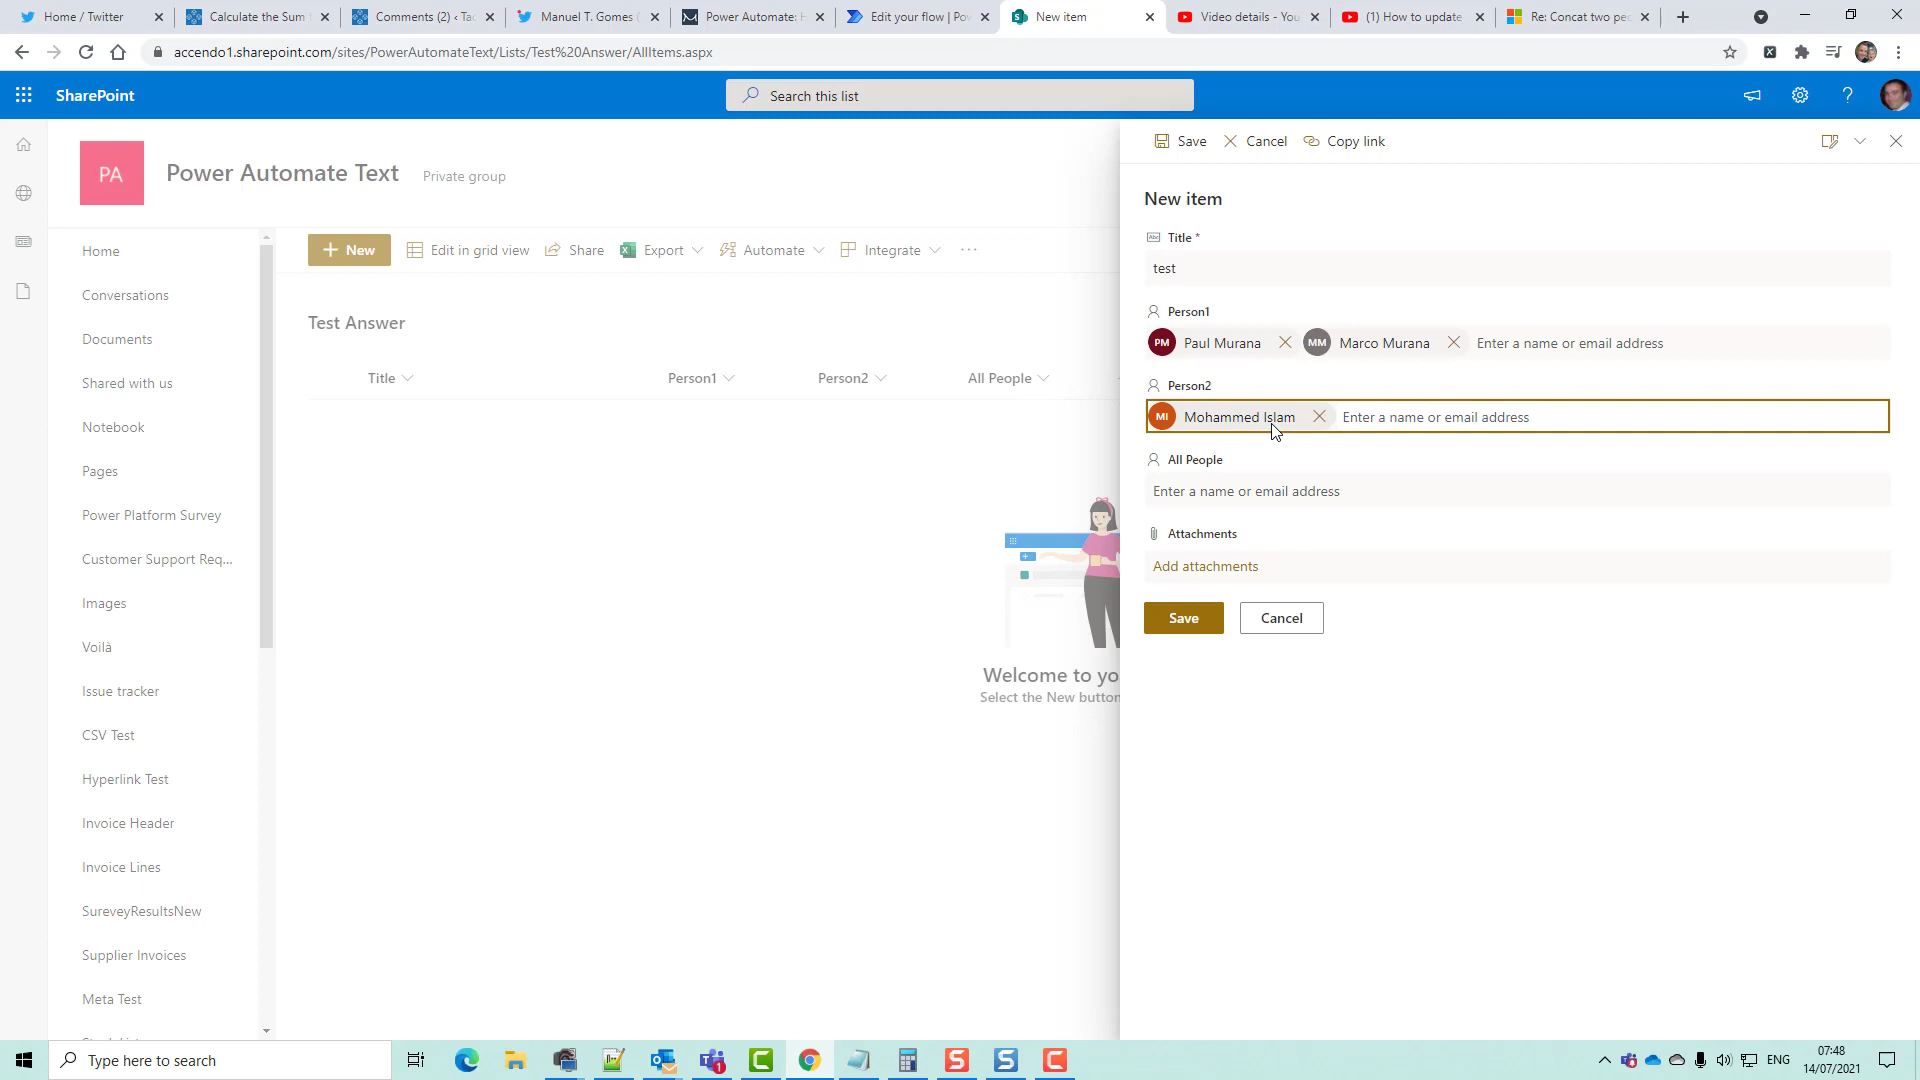 Home / Twitter
Calculate the Sum
Comments (2) ‹ Ta
Manuel T. Gomes
Power Automate:
Edit your flow | Po
New item
Video details - You
(1) How to update
Re: Concat two pe
accendo1.sharepoint.com/sites/PowerAutomateText/Lists/Test%20Answer/AllItems.aspx
SharePoint
Search this list
Save
Cancel
Copy link
PA
Power Automate Text
Private group
New item
Home
Conversations
Documents
Shared with us
Notebook
Pages
Power Platform Survey
Customer Support Req...
Images
Voilà
Issue tracker
CSV Test
Hyperlink Test
Invoice Header
Invoice Lines
SureveyResultsNew
Supplier Invoices
Meta Test
New
Edit in grid view
Share
Export
Automate
Integrate
Test Answer
Title
Person1
Person2
All People
Welcome to yo
Select the New button
Title *
test
Person1
PM Paul Murana MM Marco Murana Enter a name or email address
Person2
MI Mohammed Islam Enter a name or email address
All People
Enter a name or email address
Attachments
Add attachments
Save
Cancel
Type here to search
ENG
07:48
14/07/2021